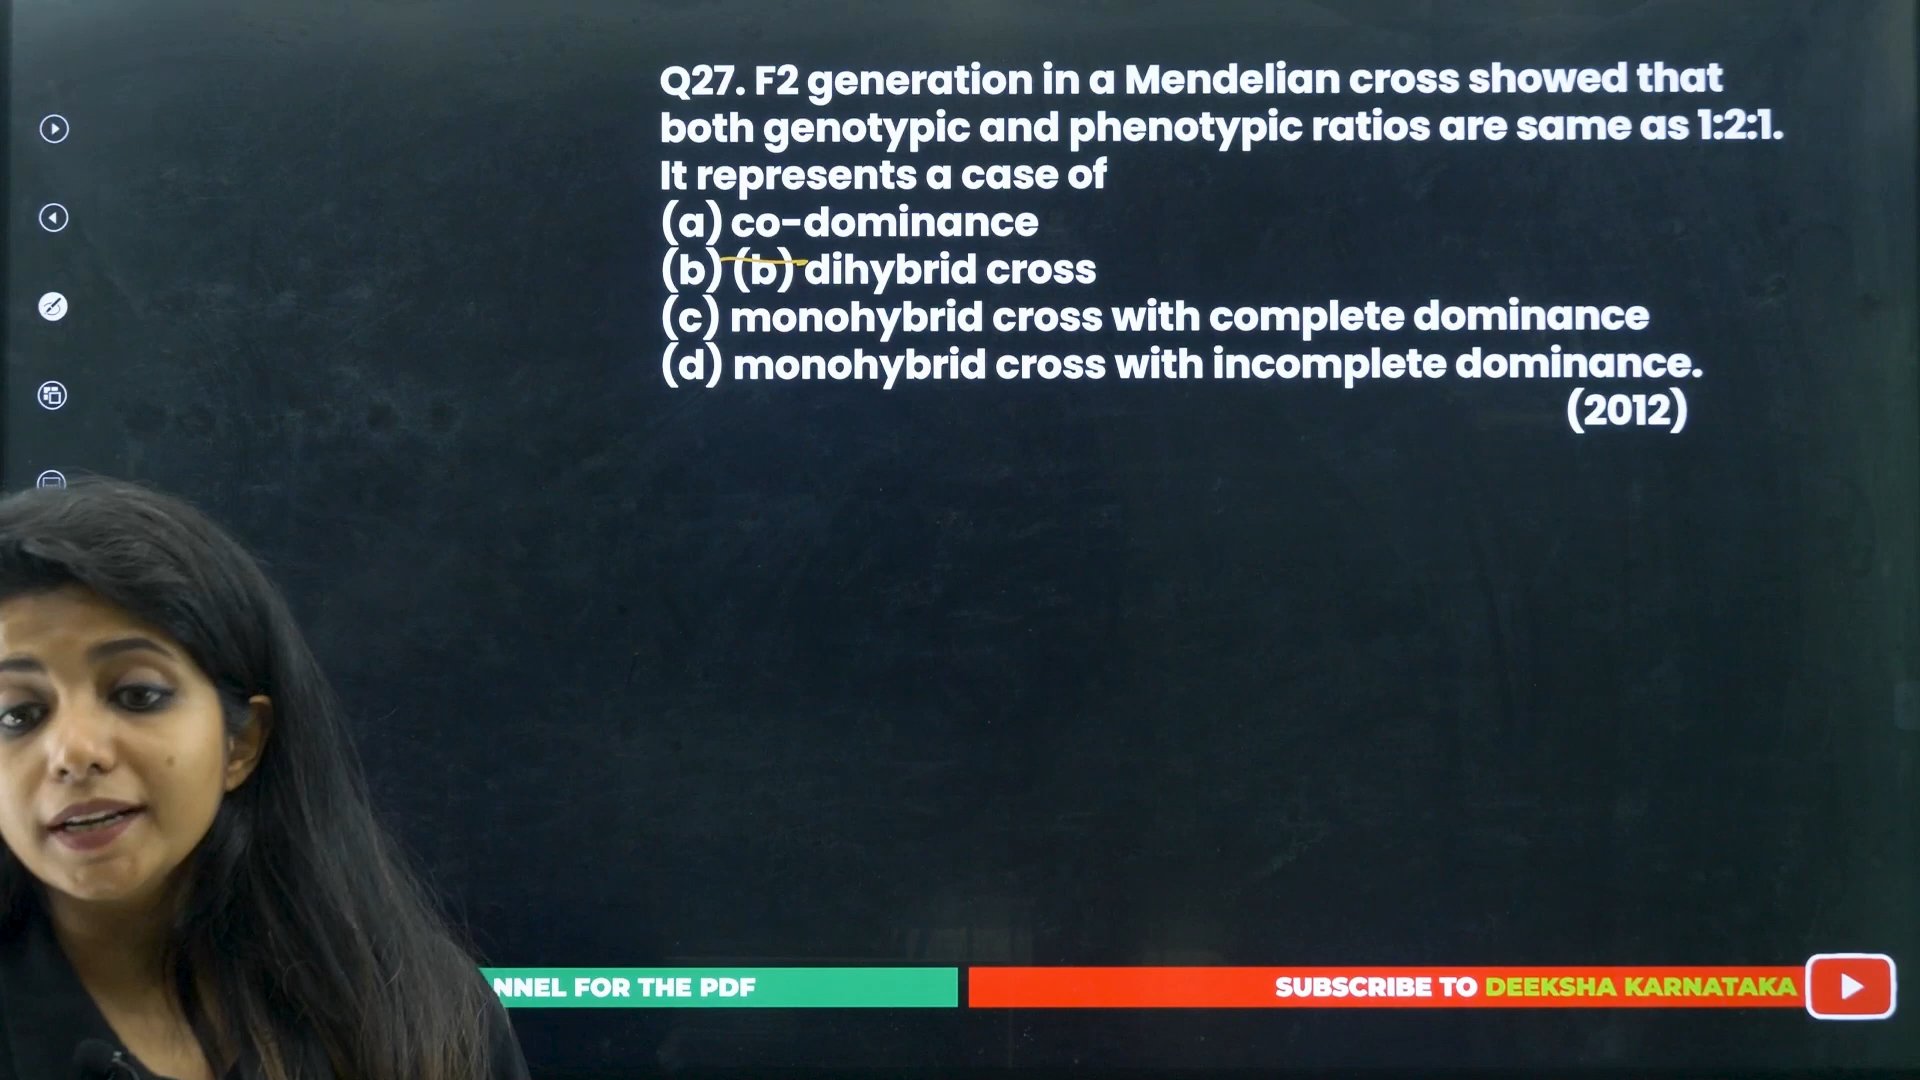 Q27. F2 generation in a Mendelian cross showed that
both genotypic and phenotypic ratios are same as 1:2:1.
It represents a case of
(a) co-dominance
(b) (b) dihybrid cross
(c) monohybrid cross with complete dominance
(d) monohybrid cross with incomplete dominance.
(2012)
NNEL FOR THE PDF
SUBSCRIBE TO DEEKSHA KARNATAKA